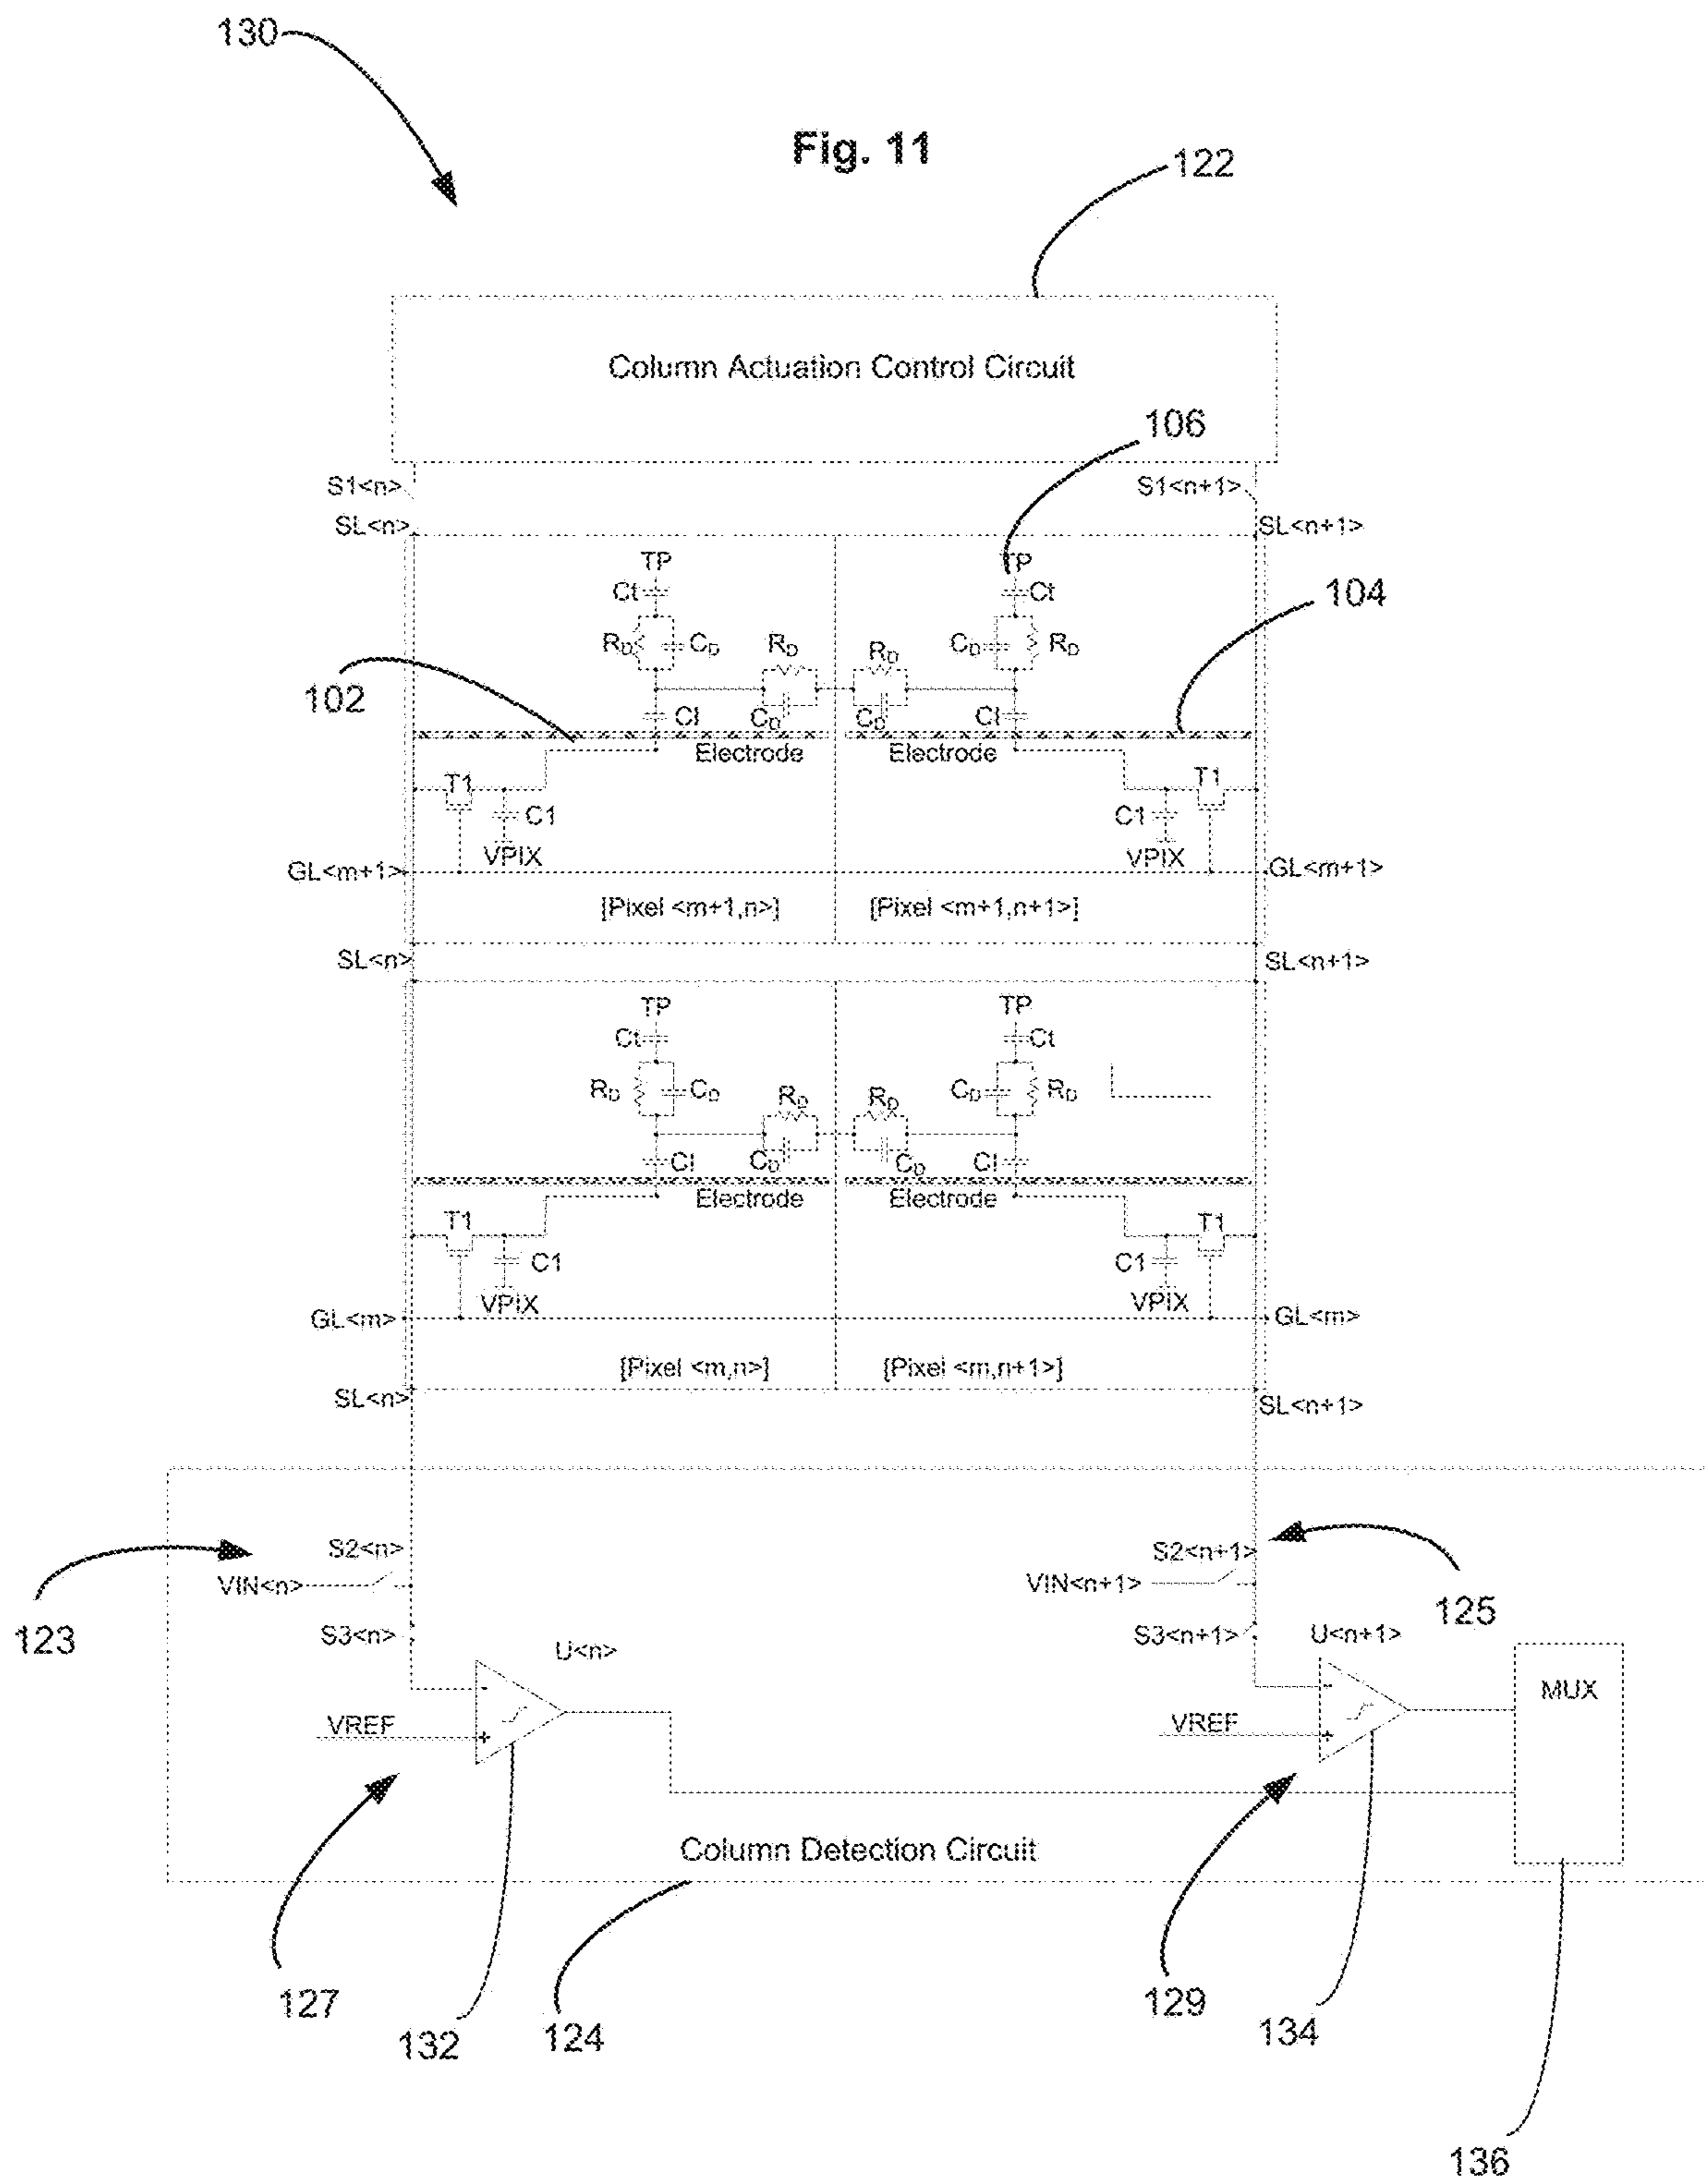 130
Fig. 11
122
Column Actuation Control Circuit
106
S1<n>
S1<n+1>
SL<n>
SL<n+1>
TP
TP
Ct
Ct
104
RD
CD
RD
RD
CD
RD
102
CI
CD
CD
CI
Electrode
Electrode
T1
T1
C1
C1
VPIX
VPIX
GL<m+1>
GL<m+1>
[Pixel <m+1,n>]
[Pixel <m+1,n+1>]
SL<n>
SL<n+1>
TP
TP
Ct
Ct
RD
CD
RD
RD
CD
RD
CI
CD
CD
CI
Electrode
Electrode
T1
T1
C1
C1
VPIX
VPIX
GL<m>
GL<m>
[Pixel <m,n>]
[Pixel <m,n+1>]
SL<n>
SL<n+1>
S2<n>
S2<n+1>
VIN<n>
VIN<n+1>
125
123
S3<n>
S3<n+1>
U<n>
U<n+1>
-
-
MUX
VREF
+
VREF
+
Column Detection Circuit
127
132
124
129
134
136